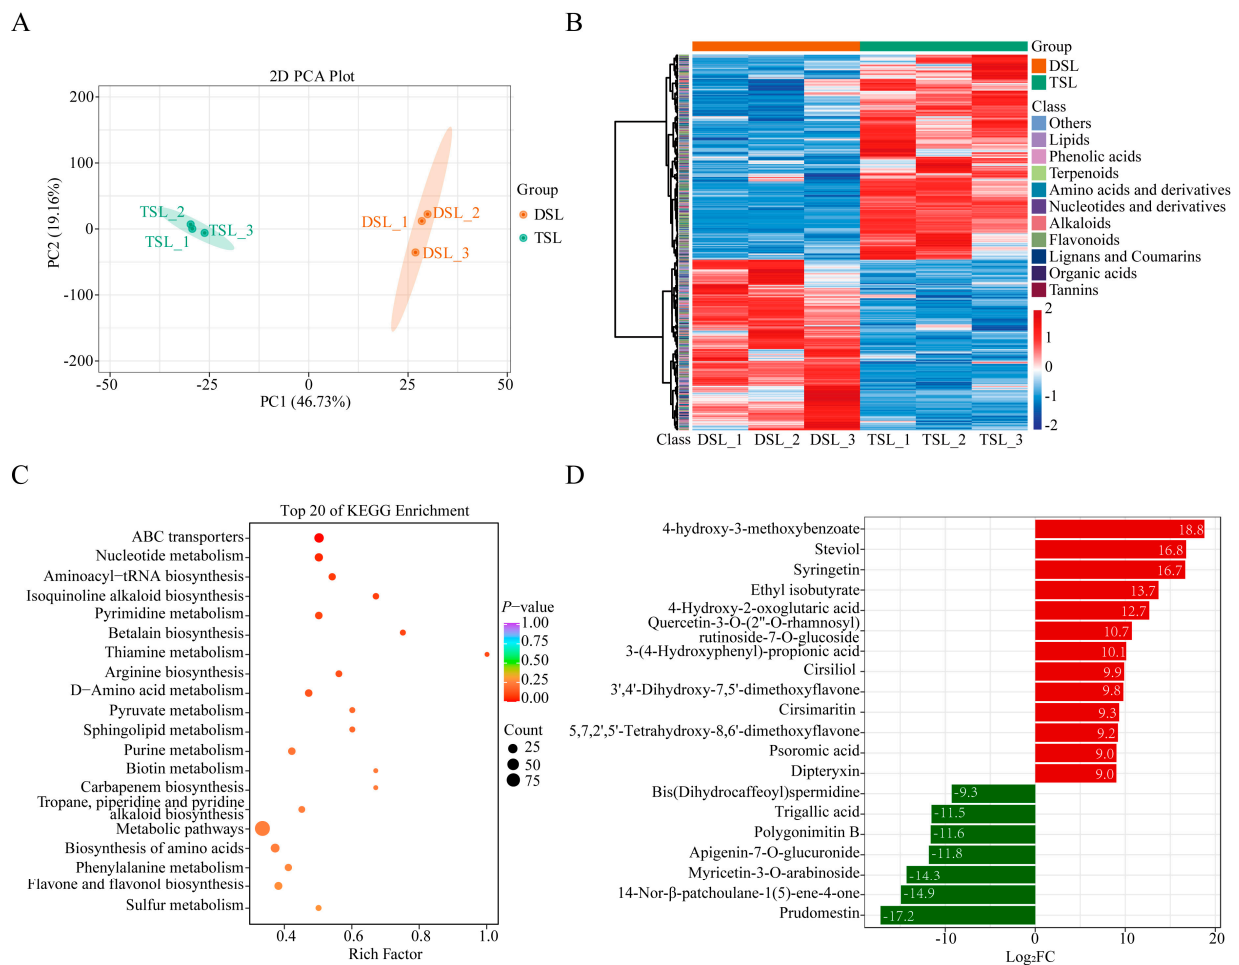 A
2D PCA Plot
200
100
0
-100
-200
PC2 (19.16%)
TSL_2
TSL_1
TSL_3
DSL_1
DSL_2
DSL_3
-50
-25
0
25
50
PC1 (46.73%)
Group
DSL
TSL
B
Group
DSL
TSL
Class
Others
Lipids
Phenolic acids
Terpenoids
Amino acids and derivatives
Nucleotides and derivatives
Alkaloids
Flavonoids
Lignans and Coumarins
Organic acids
Tannins
2
1
0
-1
-2
Class DSL_1 DSL_2 DSL_3 TSL_1 TSL_2 TSL_3
C
Top 20 of KEGG Enrichment
ABC transporters
Nucleotide metabolism
Aminoacyl−tRNA biosynthesis
Isoquinoline alkaloid biosynthesis
Pyrimidine metabolism
Betalain biosynthesis
Thiamine metabolism
Arginine biosynthesis
D−Amino acid metabolism
Pyruvate metabolism
Sphingolipid metabolism
Purine metabolism
Biotin metabolism
Carbapenem biosynthesis
Tropane, piperidine and pyridine
alkaloid biosynthesis
Metabolic pathways
Biosynthesis of amino acids
Phenylalanine metabolism
Flavone and flavonol biosynthesis
Sulfur metabolism
0.4
0.6
0.8
1.0
Rich Factor
P−value
1.00
0.75
0.50
0.25
0.00
Count
25
50
75
D
4-hydroxy-3-methoxybenzoate 18.8
Steviol 16.8
Syringetin 16.7
Ethyl isobutyrate 13.7
4-Hydroxy-2-oxoglutaric acid 12.7
Quercetin-3-O-(2''-O-rhamnosyl)
rutinoside-7-O-glucoside 10.7
3-(4-Hydroxyphenyl)-propionic acid 10.1
Cirsiliol 9.9
3',4'-Dihydroxy-7,5'-dimethoxyflavone 9.8
Cirsimaritin 9.3
5,7,2',5'-Tetrahydroxy-8,6'-dimethoxyflavone 9.2
Psoromic acid 9.0
Dipteryxin 9.0
Bis(Dihydrocaffeoyl)spermidine -9.3
Trigallic acid -11.5
Polygonimitin B -11.6
Apigenin-7-O-glucuronide -11.8
Myricetin-3-O-arabinoside -14.3
14-Nor-β-patchoulane-1(5)-ene-4-one -14.9
Prudomestin -17.2
-10
0
10
20
Log₂FC